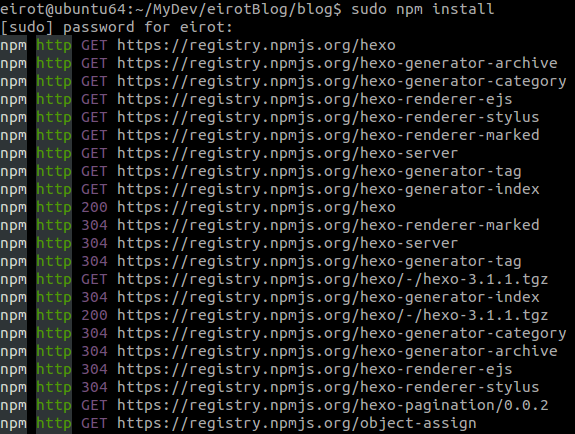 eirot@ubuntu64:~/MyDev/eirotBlog/blog$ sudo npm install
[sudo] password for eirot:
npm http GET https://registry.npmjs.org/hexo
npm http GET https://registry.npmjs.org/hexo-generator-archive
npm http GET https://registry.npmjs.org/hexo-generator-category
npm http GET https://registry.npmjs.org/hexo-renderer-ejs
npm http GET https://registry.npmjs.org/hexo-renderer-stylus
npm http GET https://registry.npmjs.org/hexo-renderer-marked
npm http GET https://registry.npmjs.org/hexo-server
npm http GET https://registry.npmjs.org/hexo-generator-tag
npm http GET https://registry.npmjs.org/hexo-generator-index
npm http 200 https://registry.npmjs.org/hexo
npm http 304 https://registry.npmjs.org/hexo-renderer-marked
npm http 304 https://registry.npmjs.org/hexo-server
npm http 304 https://registry.npmjs.org/hexo-generator-tag
npm http GET https://registry.npmjs.org/hexo/-/hexo-3.1.1.tgz
npm http 304 https://registry.npmjs.org/hexo-generator-index
npm http 200 https://registry.npmjs.org/hexo/-/hexo-3.1.1.tgz
npm http 304 https://registry.npmjs.org/hexo-generator-category
npm http 304 https://registry.npmjs.org/hexo-generator-archive
npm http 304 https://registry.npmjs.org/hexo-renderer-ejs
npm http 304 https://registry.npmjs.org/hexo-renderer-stylus
npm http GET https://registry.npmjs.org/hexo-pagination/0.0.2
npm http GET https://registry.npmjs.org/object-assign